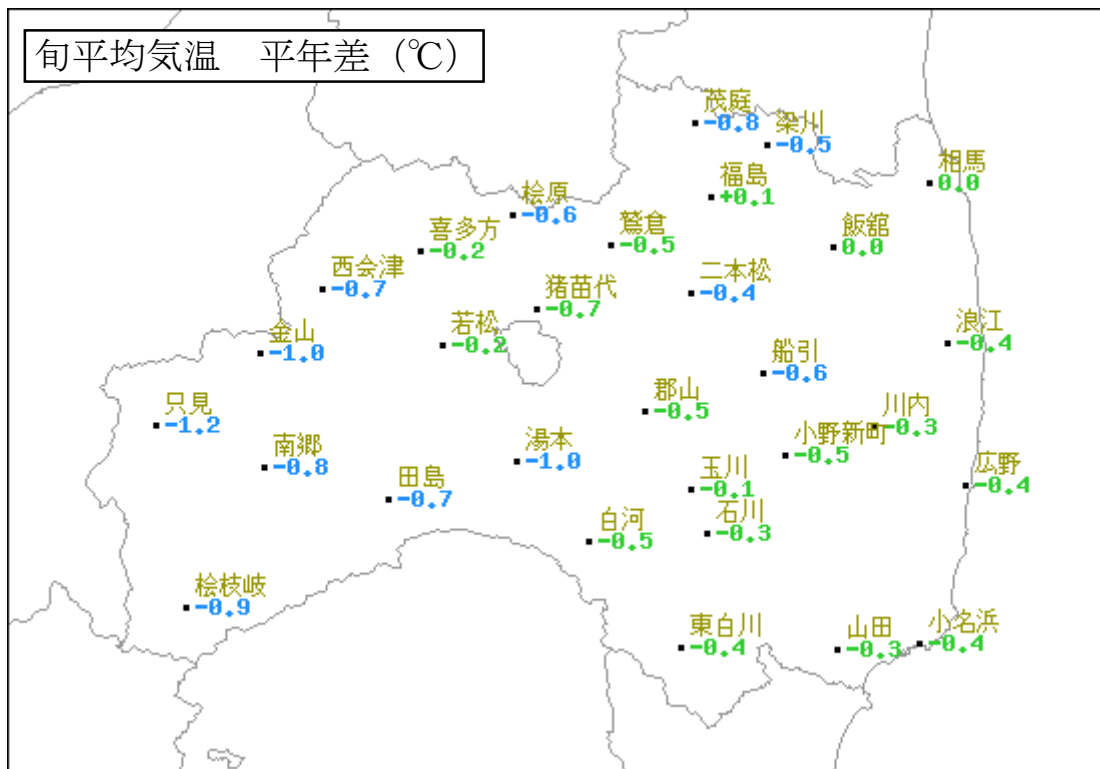 旬平均気温　平年差（℃）
茂庭
-0.8
梁川
-0.5
相馬
0.0
福島
+0.1
桧原
-0.6
鷲倉
-0.5
飯舘
0.0
喜多方
-0.2
西会津
-0.7
猪苗代
-0.7
二本松
-0.4
若松
-0.2
浪江
-0.4
金山
-1.0
船引
-0.6
郡山
-0.5
只見
-1.2
川内
-0.3
小野新町
-0.5
南郷
-0.8
湯本
-1.0
広野
-0.4
田島
-0.7
玉川
-0.1
石川
-0.3
白河
-0.5
桧枝岐
-0.9
東白川
-0.4
山田
-0.3
小名浜
-0.4